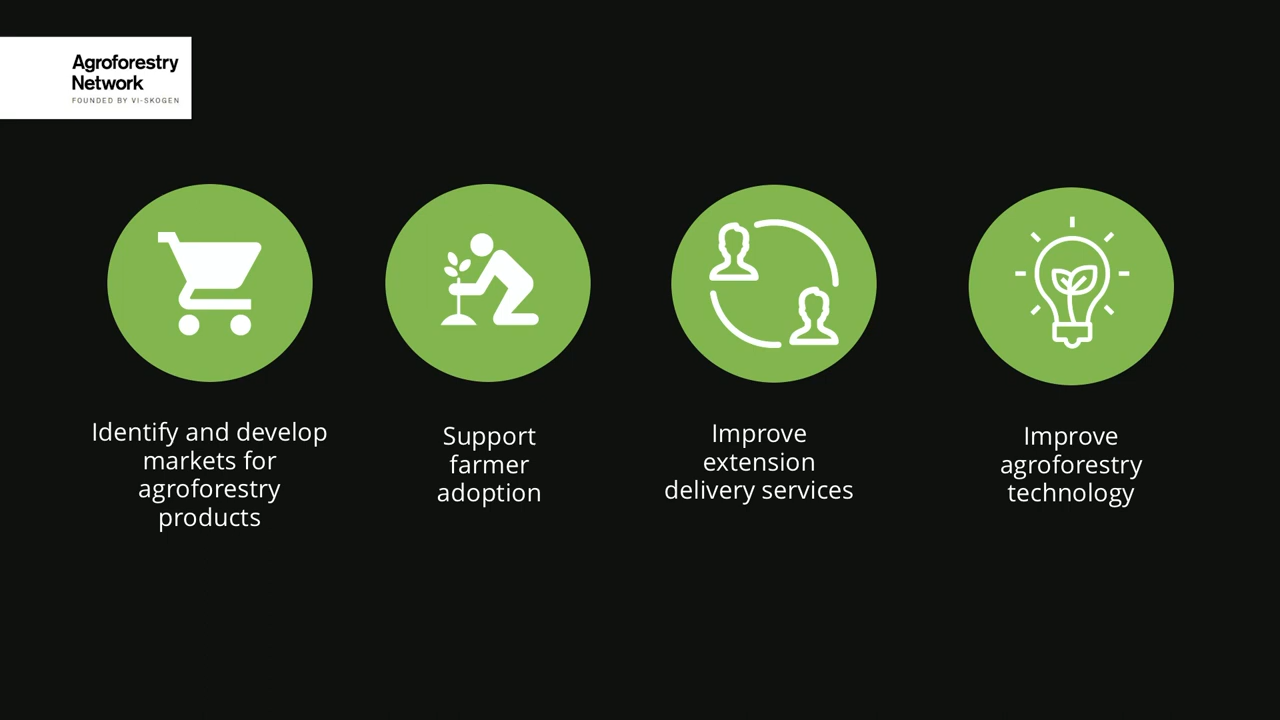 Agroforestry
Network
FOUNDED BY VI-SKOGEN
Identify and develop
markets for
agroforestry
products
Support
farmer
adoption
Improve
extension
delivery services
Improve
agroforestry
technology